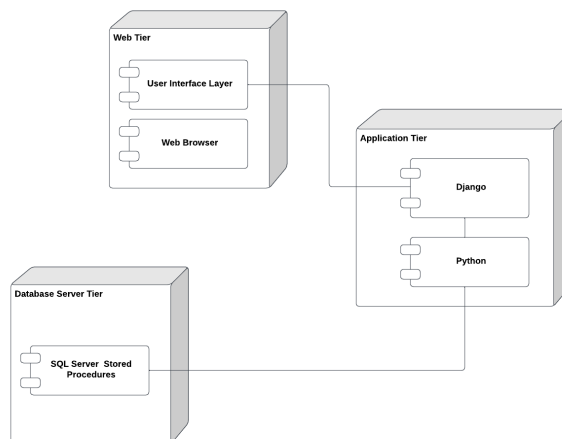 Web Tier
User Interface Layer
Web Browser
Application Tier
Django
Python
Database Server Tier
SQL Server Stored
Procedures